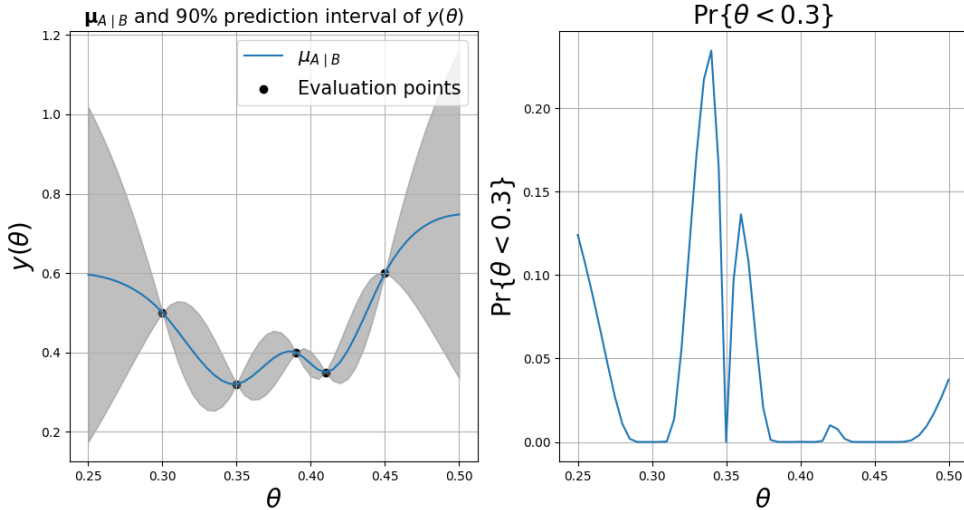 μ_{A | B} and 90% prediction interval of y(θ)
1.2
1.0
0.8
0.6
0.4
0.2
y(θ)
μ_{A | B}
Evaluation points
0.25 0.30 0.35 0.40 0.45 0.50
θ
Pr{θ < 0.3}
0.20
0.15
0.10
0.05
0.00
Pr{θ < 0.3}
0.25 0.30 0.35 0.40 0.45 0.50
θ